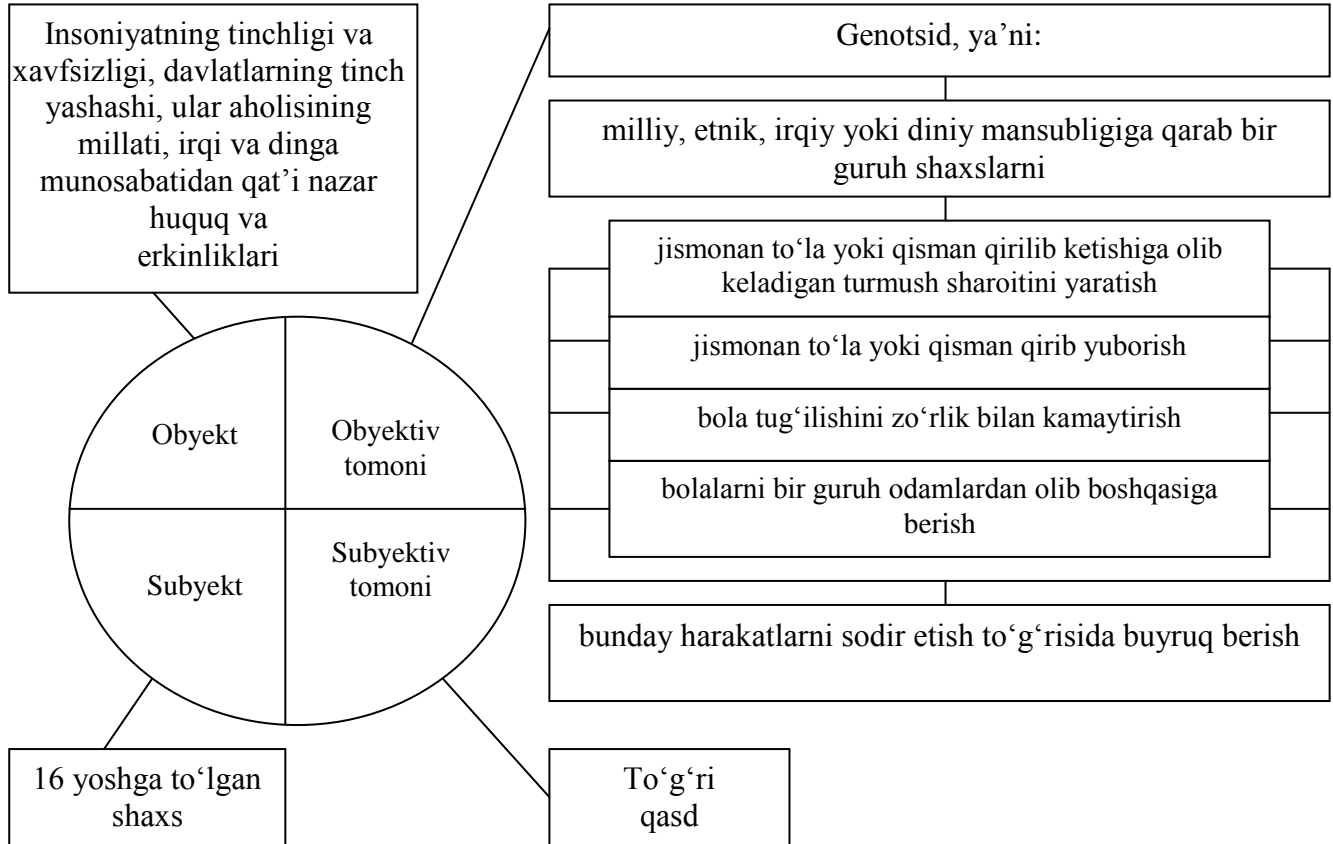 Insoniyatning tinchligi va
xavfsizligi, davlatlarning tinch
yashashi, ular aholisining
millati, irqi va dinga
munosabatidan qat’i nazar
huquq va
erkinliklari
Genotsid, ya’ni:
milliy, etnik, irqiy yoki diniy mansubligiga qarab bir
guruh shaxslarni
jismonan to‘la yoki qisman qirilib ketishiga olib
keladigan turmush sharoitini yaratish
jismonan to‘la yoki qisman qirib yuborish
bola tug‘ilishini zo‘rlik bilan kamaytirish
bolalarni bir guruh odamlardan olib boshqasiga
berish
bunday harakatlarni sodir etish to‘g‘risida buyruq berish
Obyekt
Obyektiv
tomoni
Subyekt
Subyektiv
tomoni
16 yoshga to‘lgan
shaxs
To‘g‘ri
qasd